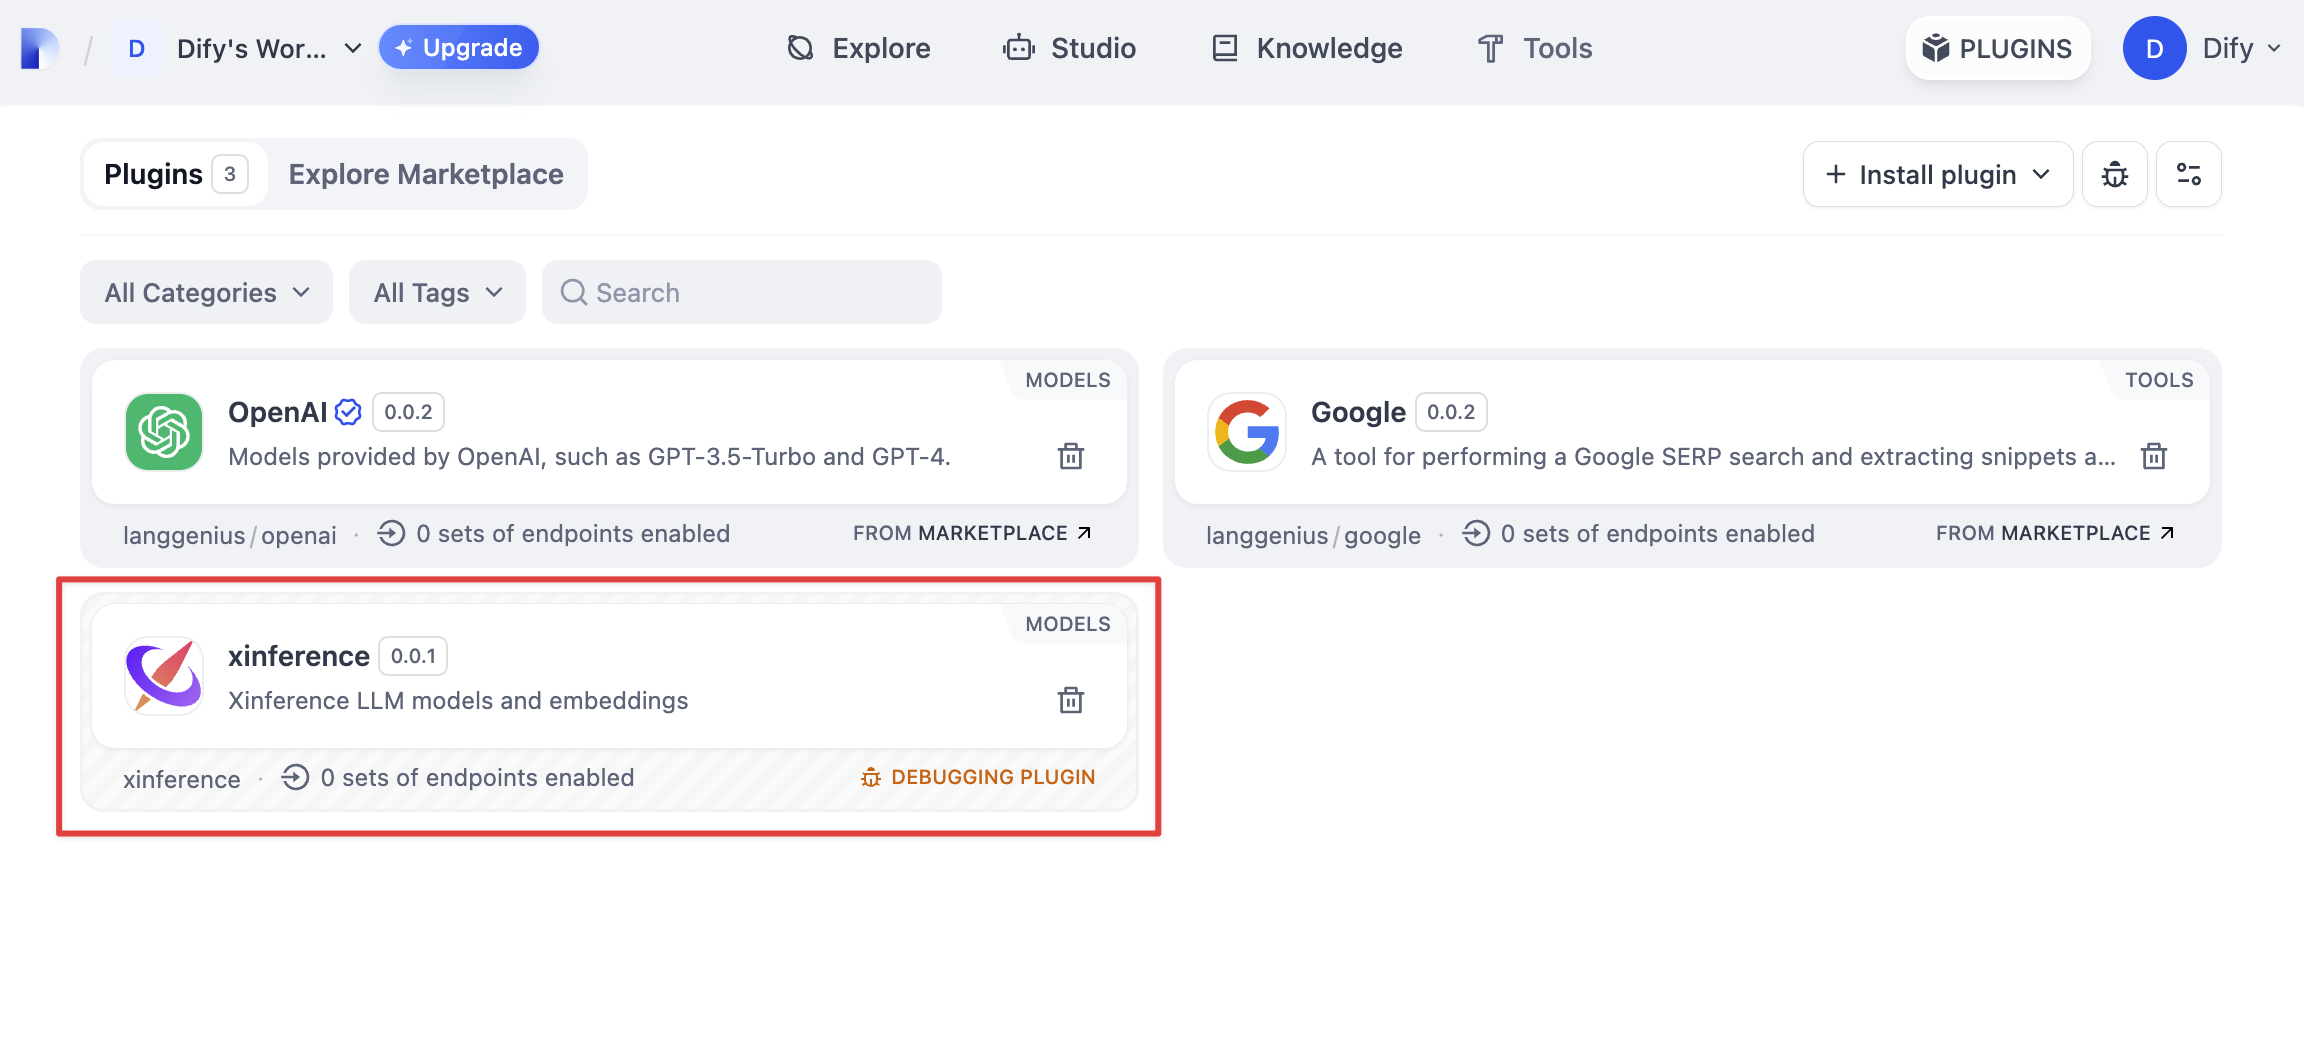 / D Dify's Wor... Upgrade Explore Studio Knowledge Tools PLUGINS D Dify
Plugins 3 Explore Marketplace + Install plugin
All Categories All Tags Search
MODELS
OpenAI 0.0.2
Models provided by OpenAI, such as GPT-3.5-Turbo and GPT-4.
langgenius / openai · 0 sets of endpoints enabled FROM MARKETPLACE
TOOLS
Google 0.0.2
A tool for performing a Google SERP search and extracting snippets a...
langgenius / google · 0 sets of endpoints enabled FROM MARKETPLACE
MODELS
xinference 0.0.1
Xinference LLM models and embeddings
xinference · 0 sets of endpoints enabled DEBUGGING PLUGIN